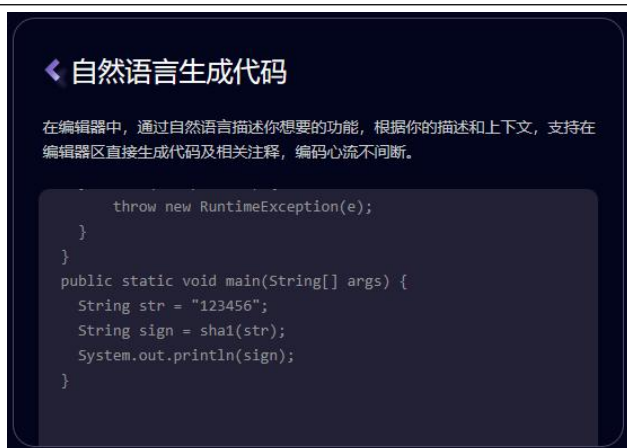 自然语言生成代码
在编辑器中，通过自然语言描述你想要的功能，根据你的描述和上下文，支持在
编辑器区直接生成代码及相关注释，编码心流不间断。
throw new RuntimeException(e);
}
}
public static void main(String[] args) {
String str = "123456";
String sign = sha1(str);
System.out.println(sign);
}